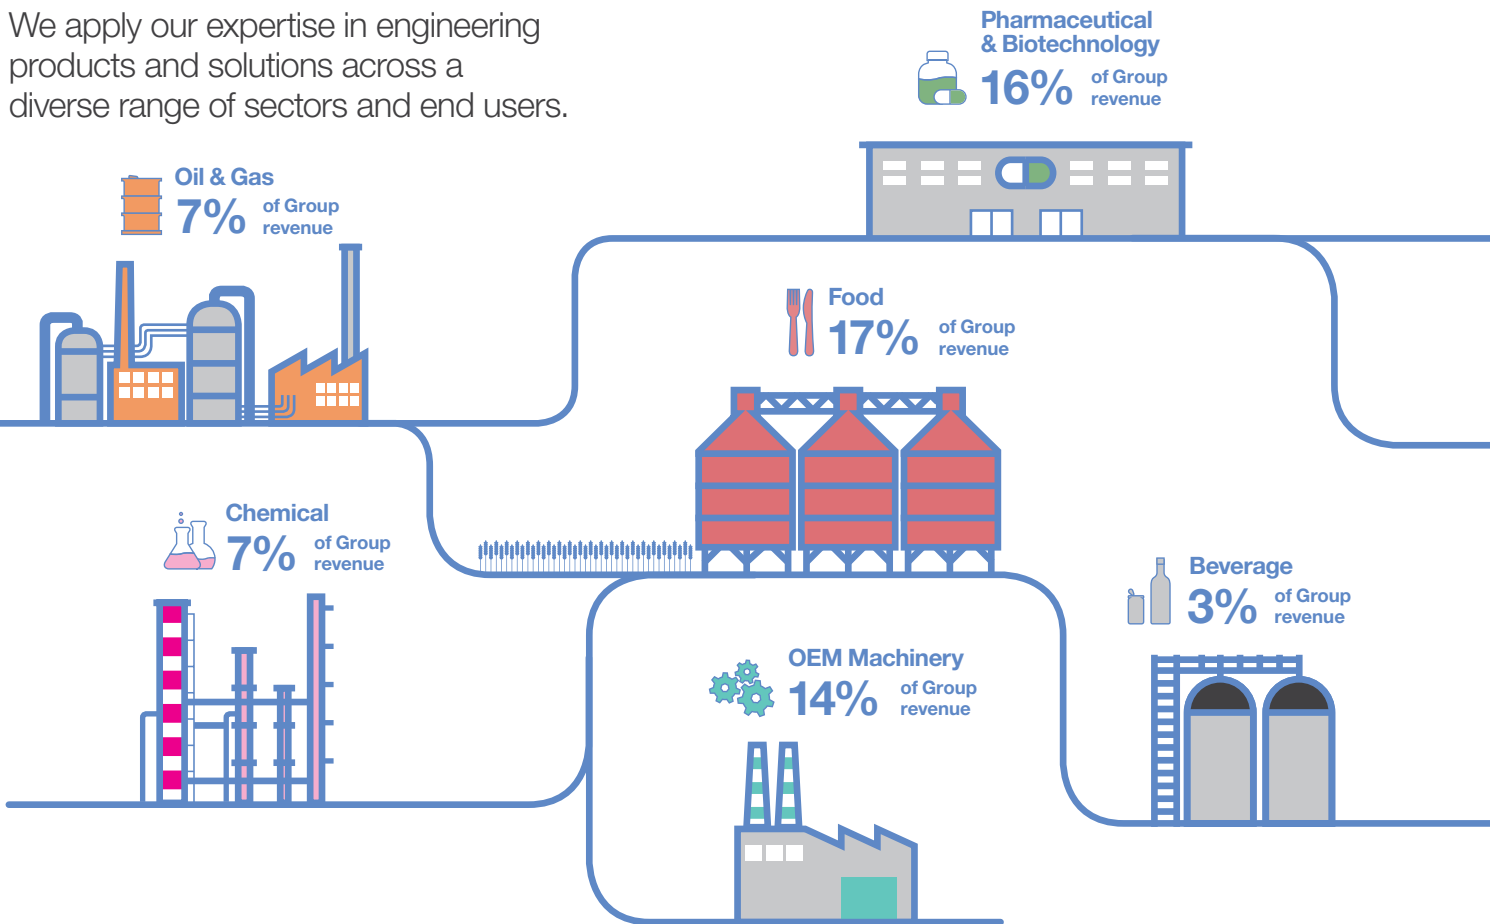 We apply our expertise in engineering
products and solutions across a
diverse range of sectors and end users.
Pharmaceutical
& Biotechnology
16% of Group
revenue
Oil & Gas
7% of Group
revenue
Food
17% of Group
revenue
Chemical
7% of Group
revenue
Beverage
3% of Group
revenue
OEM Machinery
14% of Group
revenue